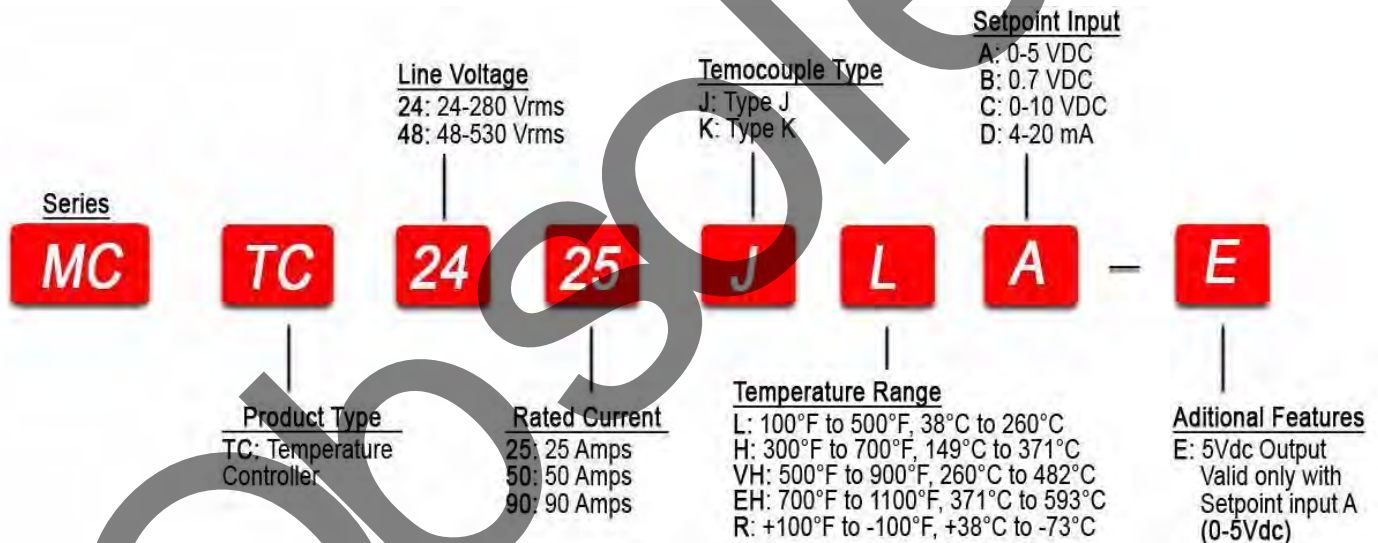 Setpoint Input
A: 0-5 VDC
B: 0.7 VDC
C: 0-10 VDC
D: 4-20 mA
Line Voltage
24: 24-280 Vrms
48: 48-530 Vrms
Temocouple Type
J: Type J
K: Type K
Series
MC TC 24 25 J L A – E
Product Type
TC: Temperature
Controller
Rated Current
25: 25 Amps
50: 50 Amps
90: 90 Amps
Temperature Range
L: 100°F to 500°F, 38°C to 260°C
H: 300°F to 700°F, 149°C to 371°C
VH: 500°F to 900°F, 260°C to 482°C
EH: 700°F to 1100°F, 371°C to 593°C
R: +100°F to -100°F, +38°C to -73°C
Aditional Features
E: 5Vdc Output
Valid only with
Setpoint input A
(0-5Vdc)
obsole